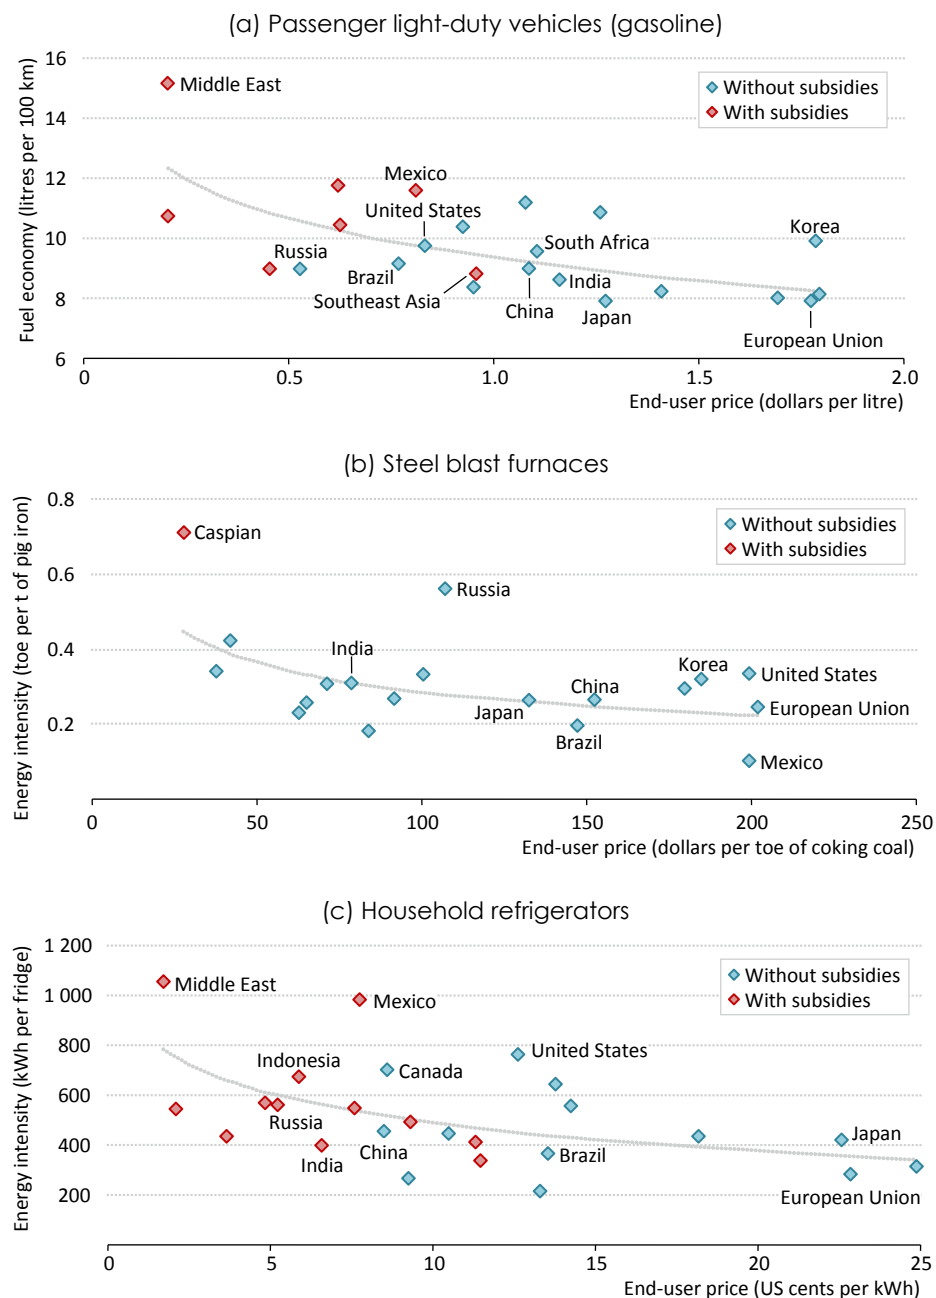 (a) Passenger light-duty vehicles (gasoline)
Fuel economy (litres per 100 km)
16
14
12
10
8
6
Without subsidies
With subsidies
Middle East
Mexico
United States
Korea
South Africa
Russia
Brazil
India
Southeast Asia
China
Japan
European Union
0
0.5
1.0
1.5
2.0
End-user price (dollars per litre)
(b) Steel blast furnaces
Energy intensity (toe per t of pig iron)
0.8
0.6
0.4
0.2
Without subsidies
With subsidies
Caspian
Russia
India
Korea
United States
China
Japan
European Union
Brazil
Mexico
0
50
100
150
200
250
End-user price (dollars per toe of coking coal)
(c) Household refrigerators
Energy intensity (kWh per fridge)
1 200
1 000
800
600
400
200
Without subsidies
With subsidies
Middle East
Mexico
United States
Indonesia
Canada
Russia
Japan
India
China
Brazil
European Union
0
5
10
15
20
25
End-user price (US cents per kWh)